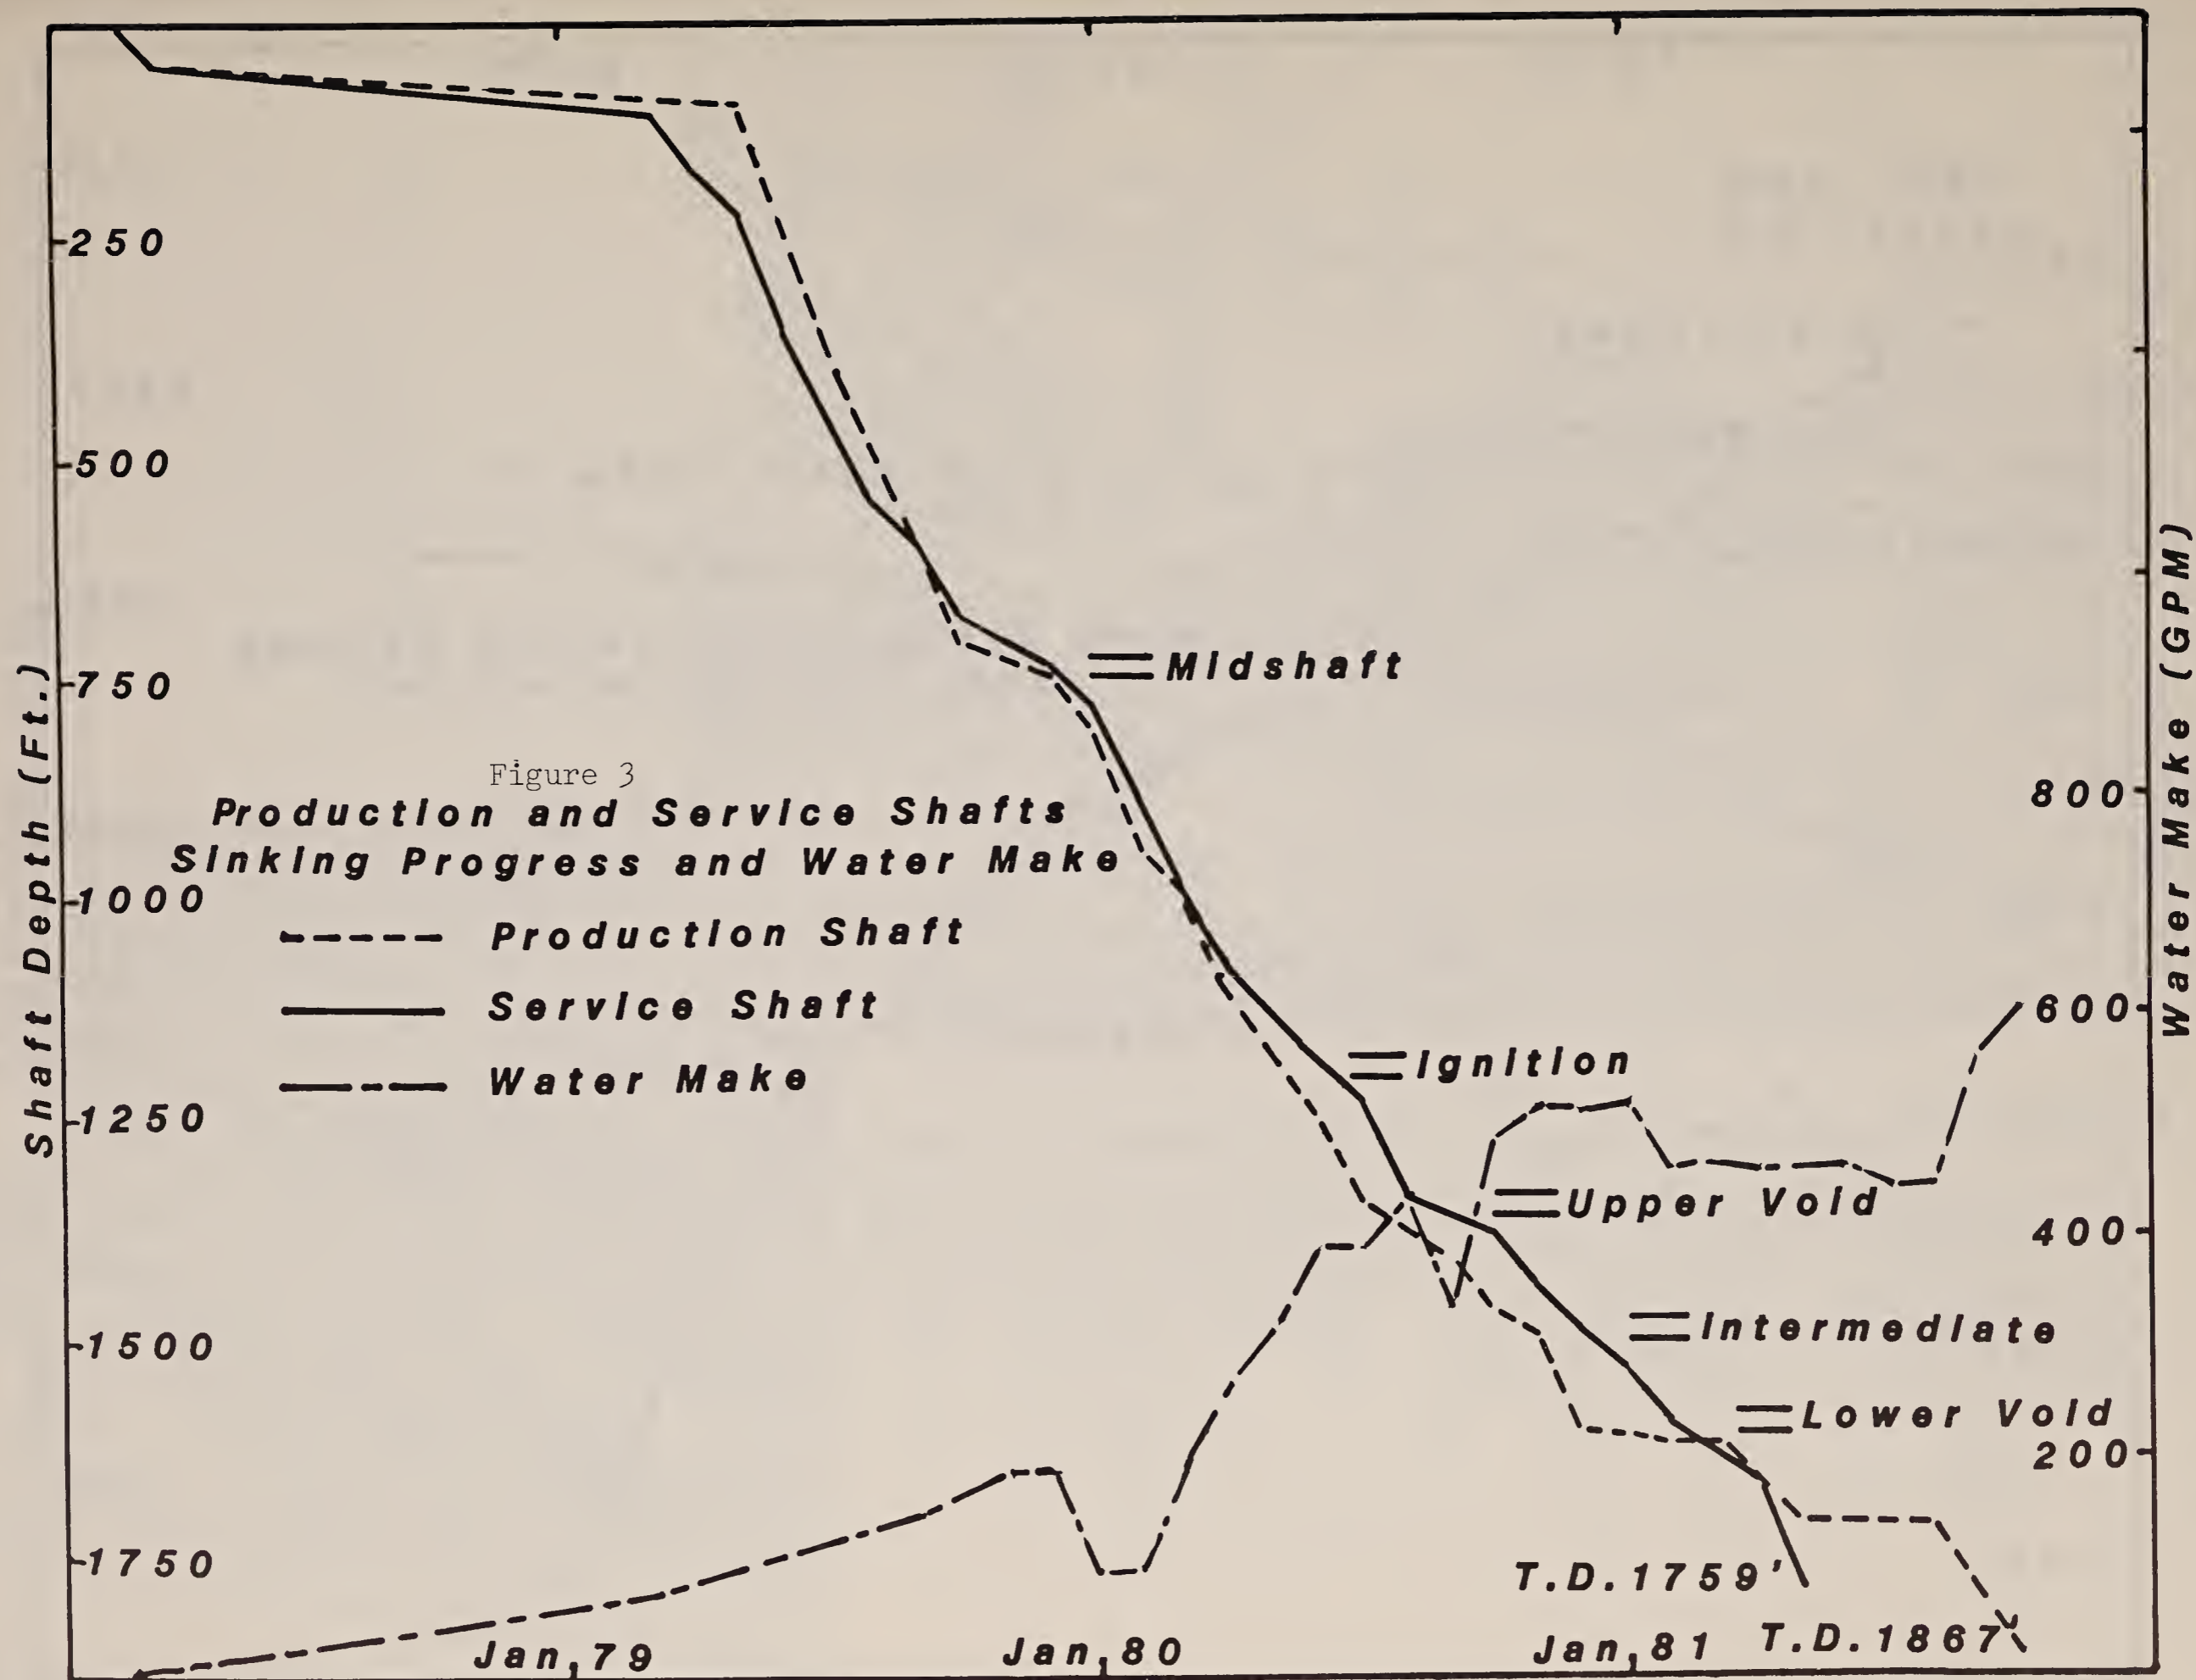 250
500
750
1000
1250
1500
1750
Shaft Depth (Ft.)
Figure 3
Production and Service Shafts
Sinking Progress and Water Make
Production Shaft
Service Shaft
Water Make
Midshaft
Ignition
Upper Void
Intermediate
Lower Void
T.D.1759'
T.D.1867'
Jan,79
Jan,80
Jan,81
800
600
400
200
Water Make (GPM)